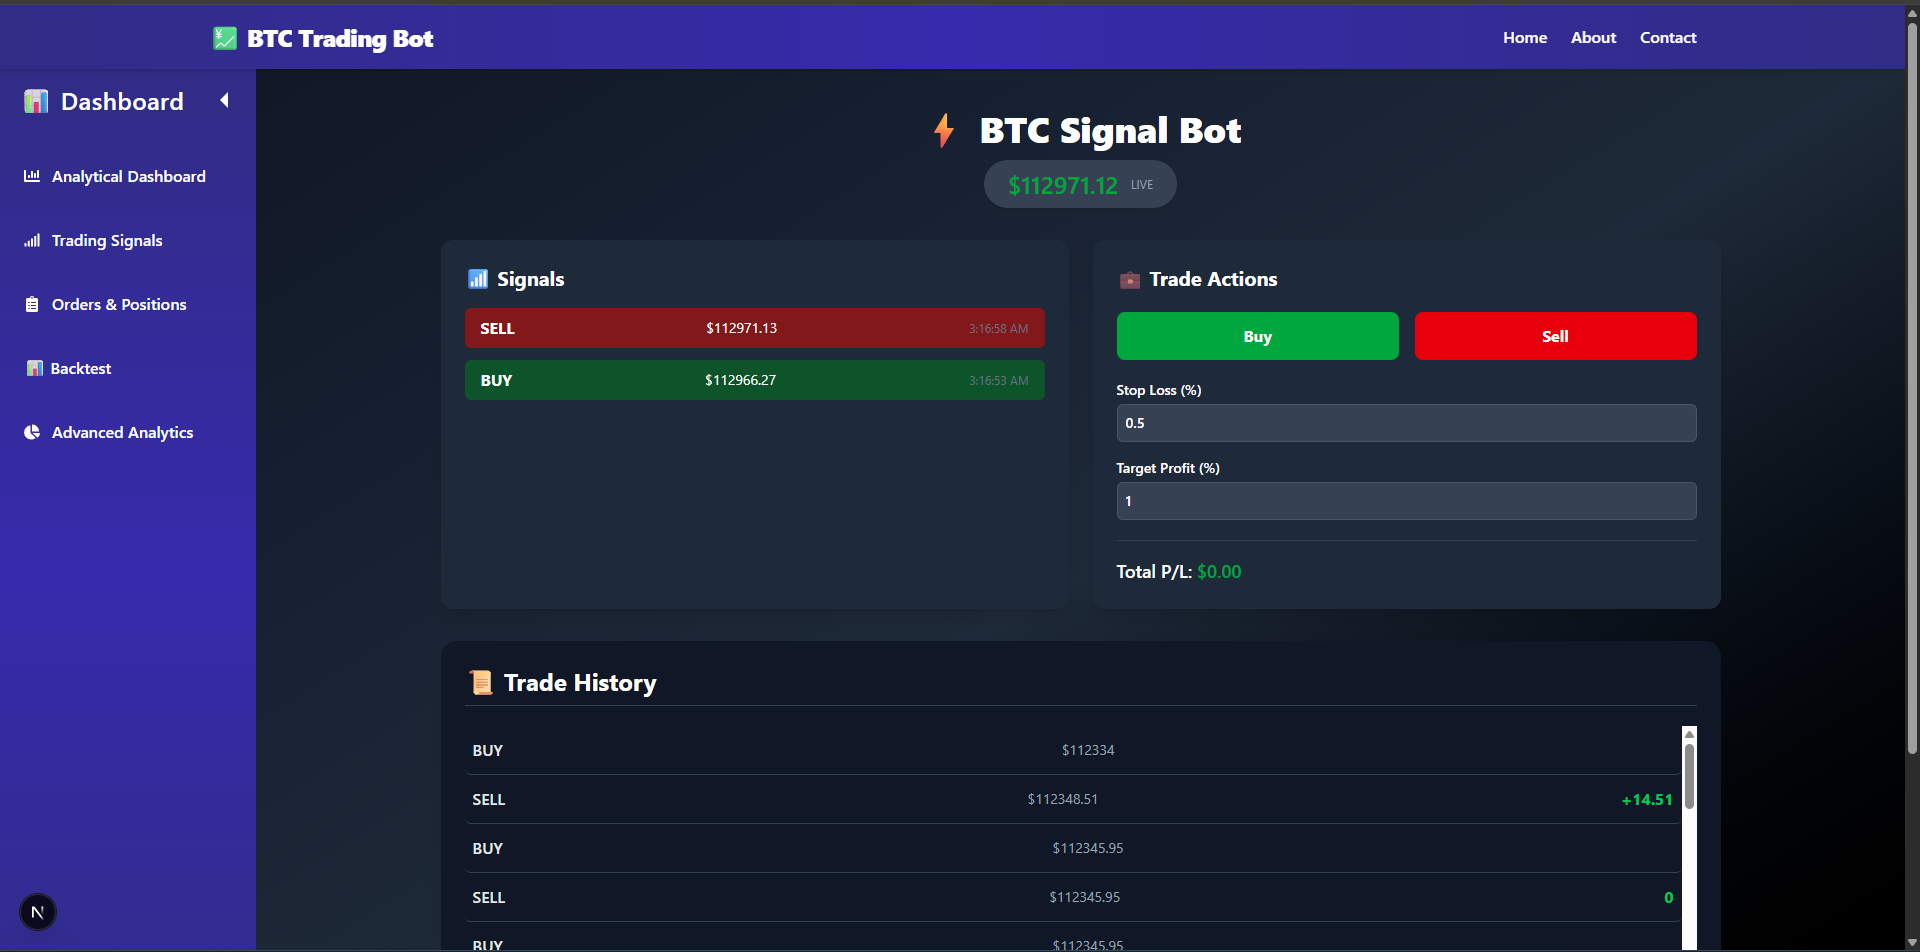 BTC Trading Bot
Home About Contact
Dashboard
Analytical Dashboard
Trading Signals
Orders & Positions
Backtest
Advanced Analytics
N
BTC Signal Bot
$112971.12 LIVE
Signals
SELL $112971.13 3:16:58 AM
BUY $112966.27 3:16:53 AM
Trade Actions
Buy Sell
Stop Loss (%)
0.5
Target Profit (%)
1
Total P/L: $0.00
Trade History
BUY $112334
SELL $112348.51 +14.51
BUY $112345.95
SELL $112345.95 0
BUY $112345.95